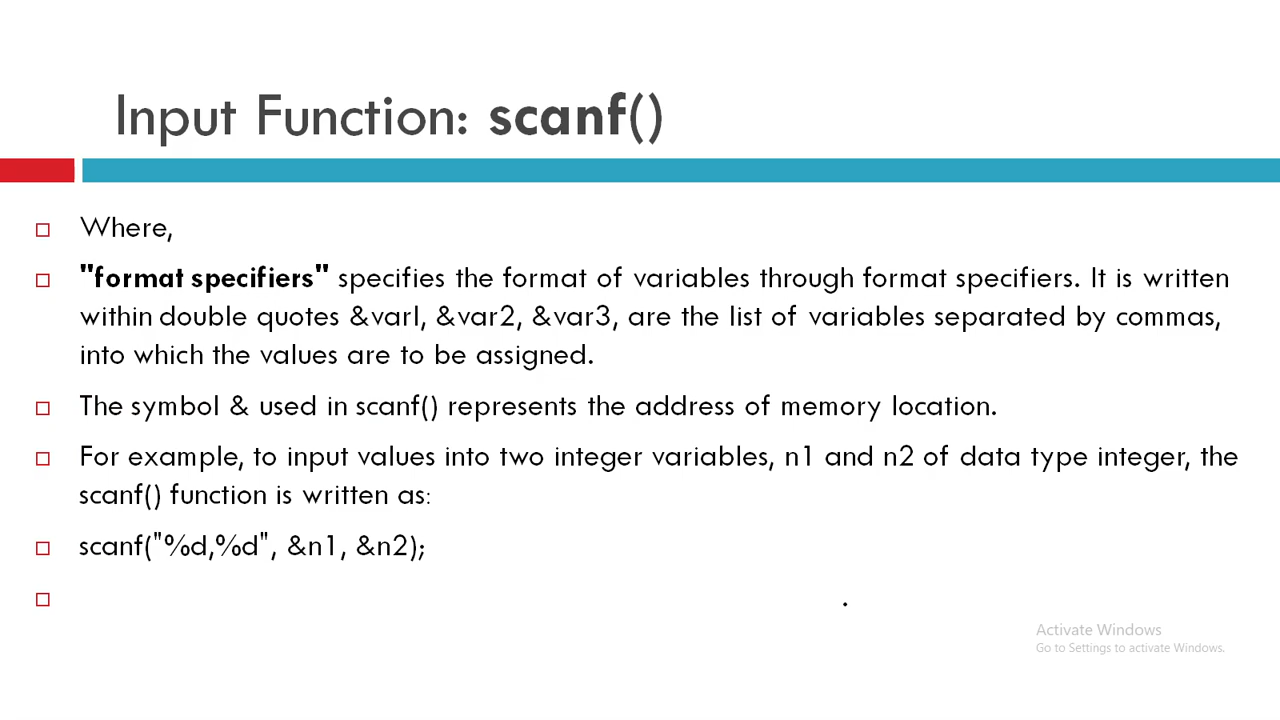 Input Function: scanf()
Where,
"format specifiers" specifies the format of variables through format specifiers. It is written
within double quotes &varl, &var2, &var3, are the list of variables separated by commas,
into which the values are to be assigned.
The symbol & used in scanf() represents the address of memory location.
For example, to input values into two integer variables, n1 and n2 of data type integer, the
scanf() function is written as:
scanf("%d,%d", &n1, &n2);
.
Activate Windows
Go to Settings to activate Windows.